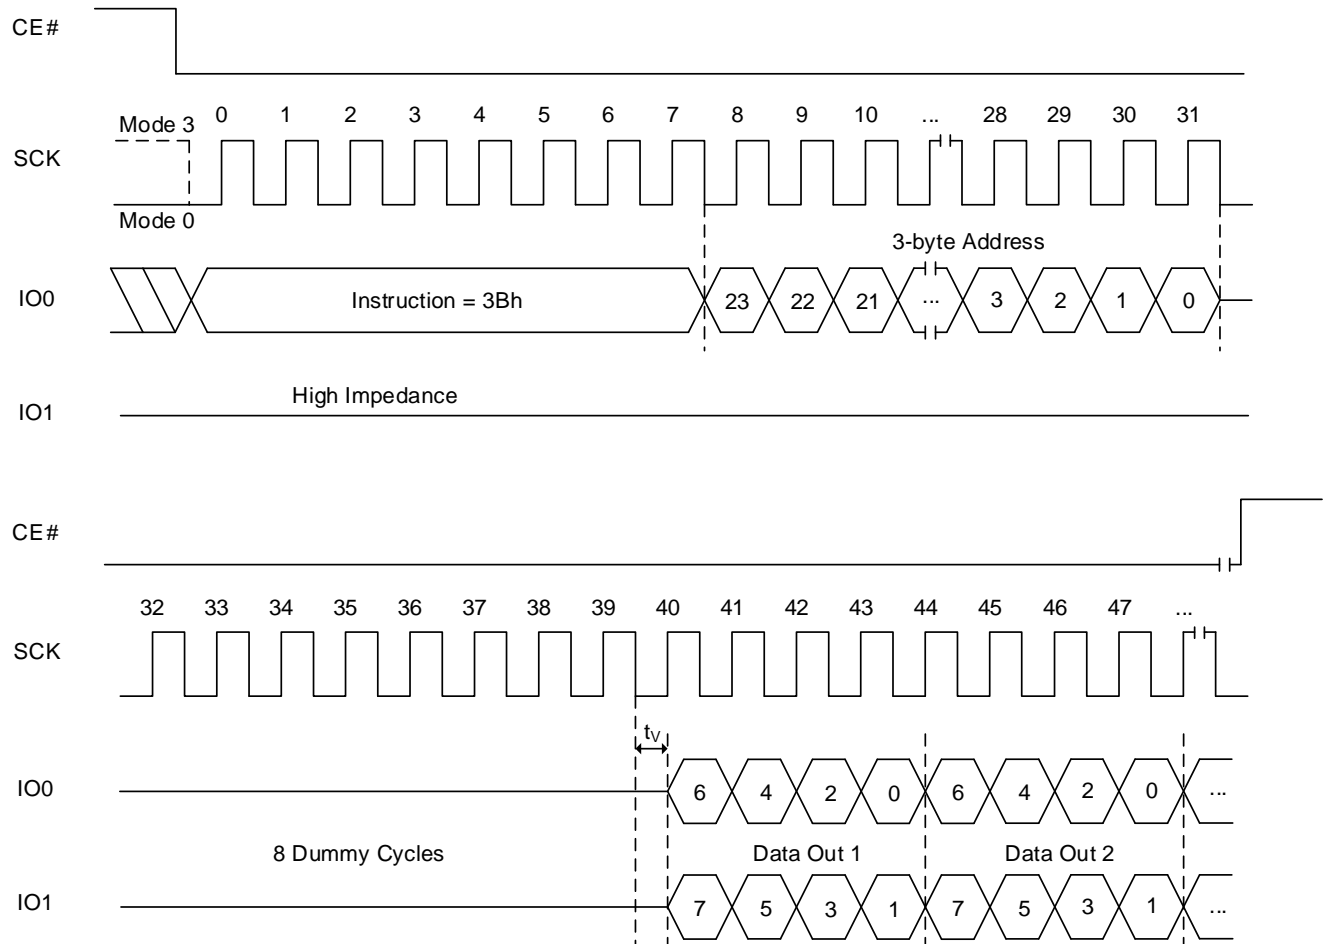 CE#
0 1 2 3 4 5 6 7 8 9 10 ... 28 29 30 31
Mode 3
SCK
Mode 0
3-byte Address
IO0 Instruction = 3Bh 23 22 21 ... 3 2 1 0
High Impedance
IO1
CE#
32 33 34 35 36 37 38 39 40 41 42 43 44 45 46 47 ...
SCK
tV
IO0 6 4 2 0 6 4 2 0 ...
8 Dummy Cycles Data Out 1 Data Out 2
IO1 7 5 3 1 7 5 3 1 ...